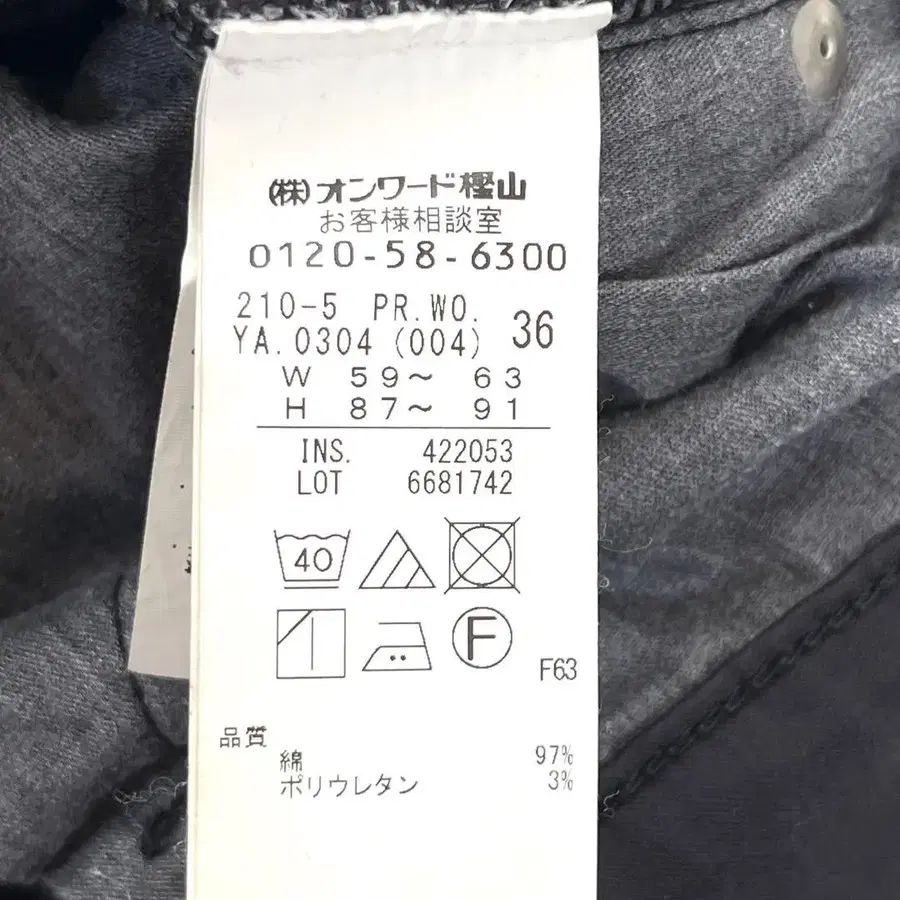 (株)オンワード樫山
お客様相談室
0120-58-6300
210-5 PR.WO.
YA.0304 (004) 36
W 59〜 63
H 87〜 91
INS. 422053
LOT 6681742
40
F
F63
品質
綿 97%
ポリウレタン 3%